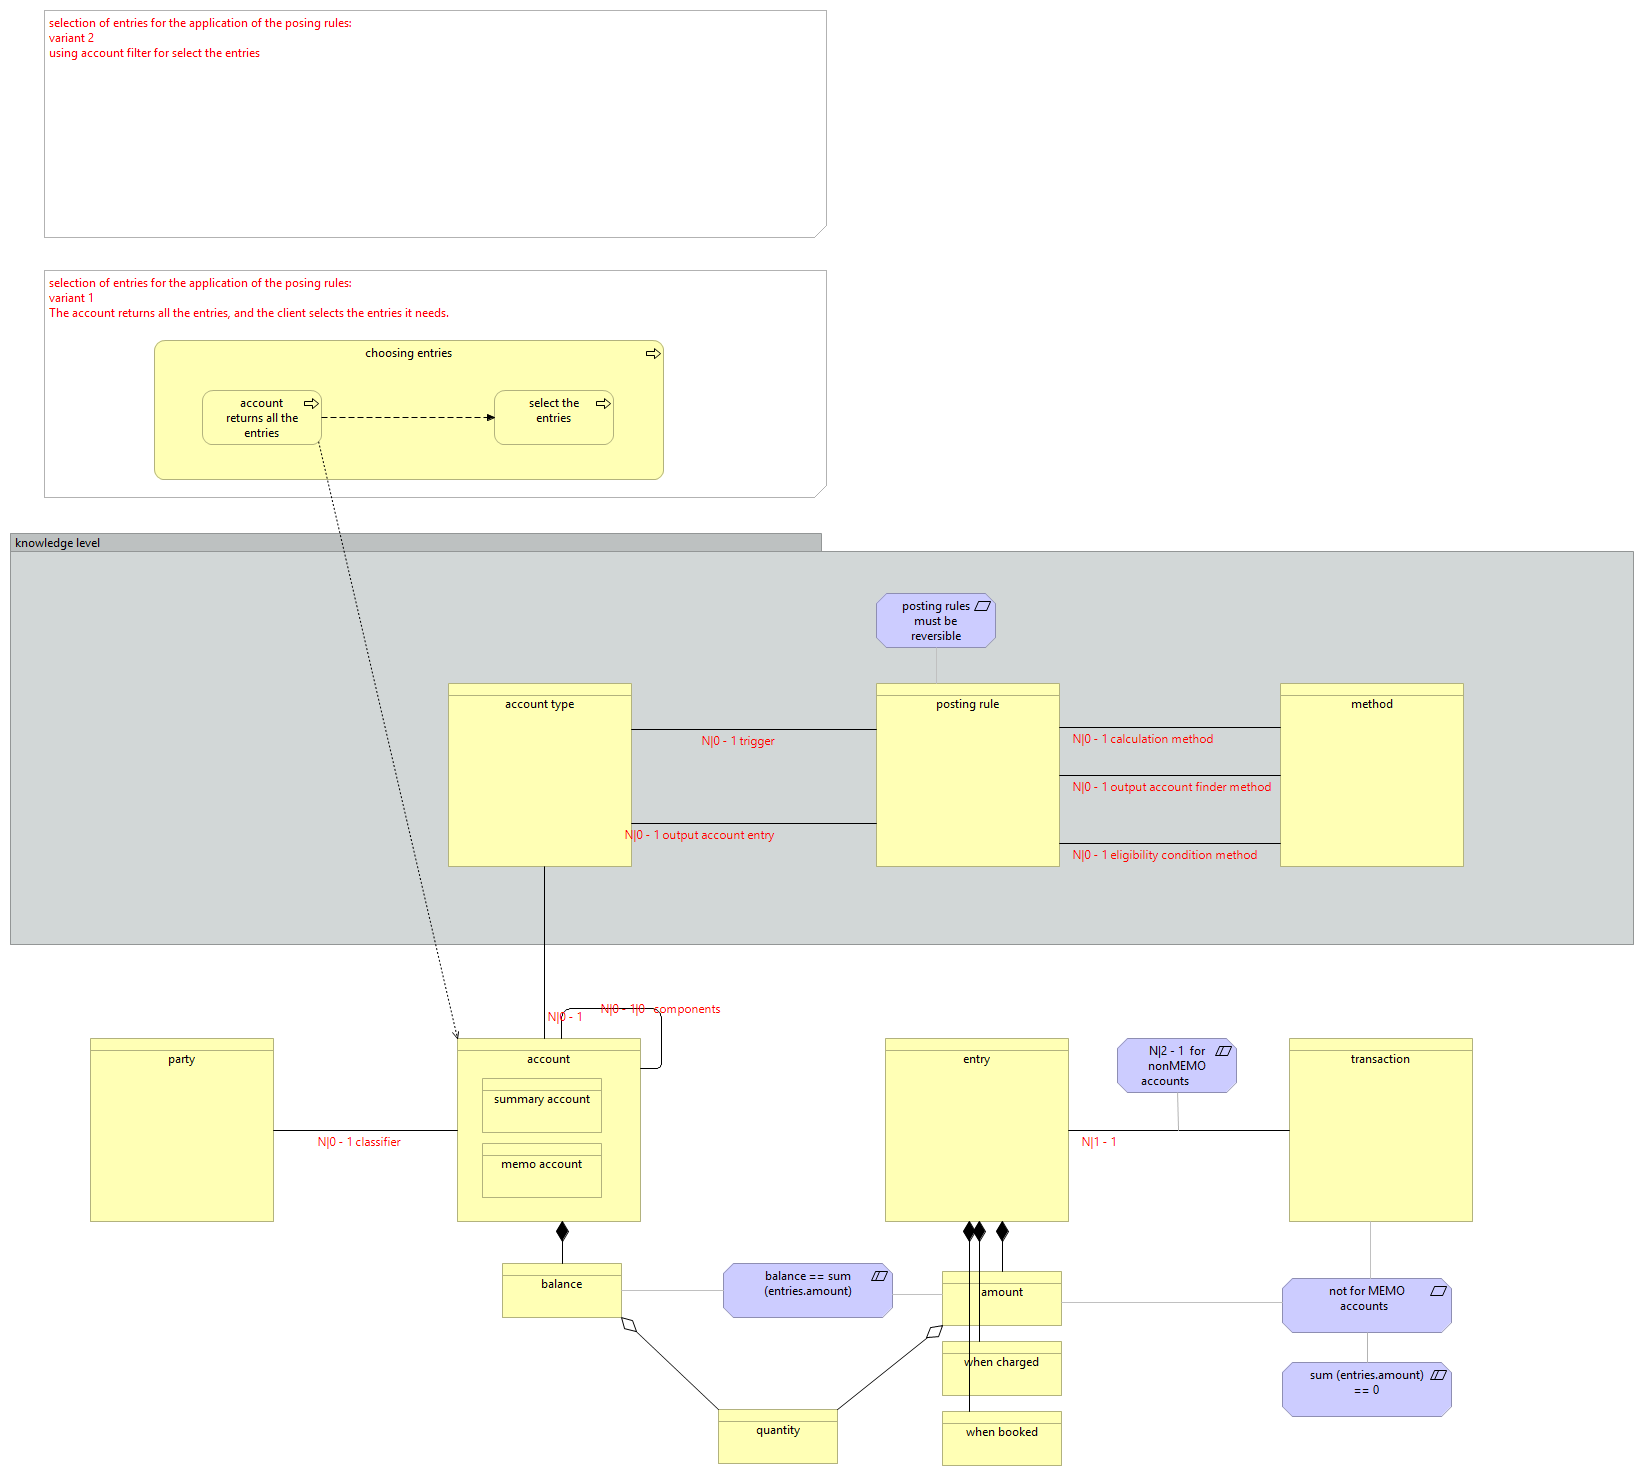 selection of entries for the application of the posing rules:
variant 2
using account filter for select the entries
selection of entries for the application of the posing rules:
variant 1
The account returns all the entries, and the client selects the entries it needs.
choosing entries
account
returns all the
entries
select the
entries
knowledge level
posting rules
must be
reversible
account type
posting rule
method
N|0 - 1 trigger
N|0 - 1 calculation method
N|0 - 1 output account finder method
N|0 - 1 output account entry
N|0 - 1 eligibility condition method
N|0 - 1|0 components
N|0 - 1
party
account
entry
N|2 - 1 for
nonMEMO
accounts
transaction
summary account
memo account
N|0 - 1 classifier
N|1 - 1
balance
balance == sum
(entries.amount)
amount
not for MEMO
accounts
when charged
sum (entries.amount)
== 0
quantity
when booked